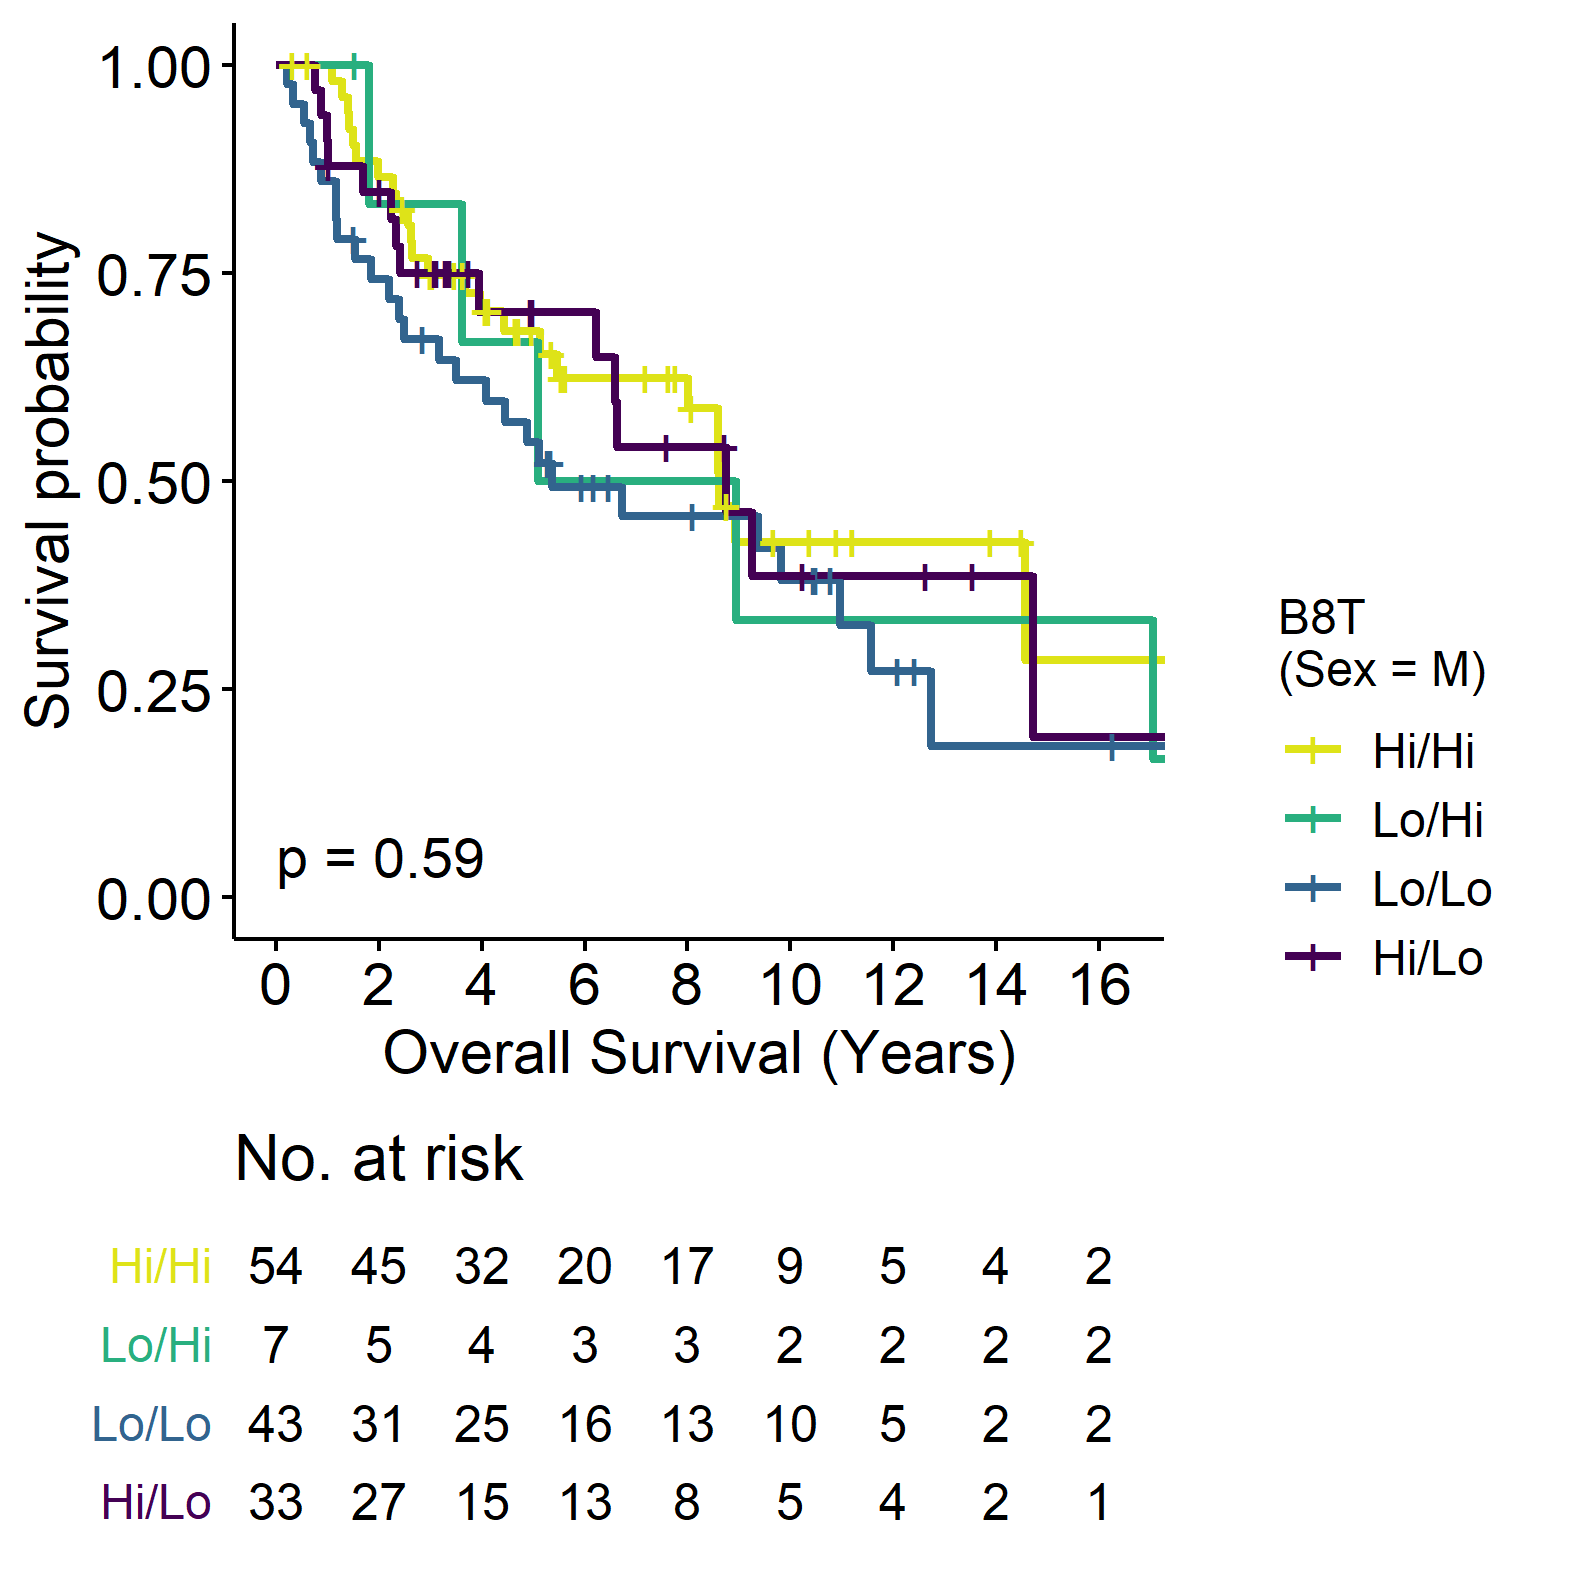 Survival probability
1.00
0.75
0.50
0.25
0.00
p = 0.59
0 2 4 6 8 10 12 14 16
Overall Survival (Years)
B8T
(Sex = M)
Hi/Hi
Lo/Hi
Lo/Lo
Hi/Lo
No. at risk
Hi/Hi 54 45 32 20 17 9 5 4 2
Lo/Hi 7 5 4 3 3 2 2 2 2
Lo/Lo 43 31 25 16 13 10 5 2 2
Hi/Lo 33 27 15 13 8 5 4 2 1